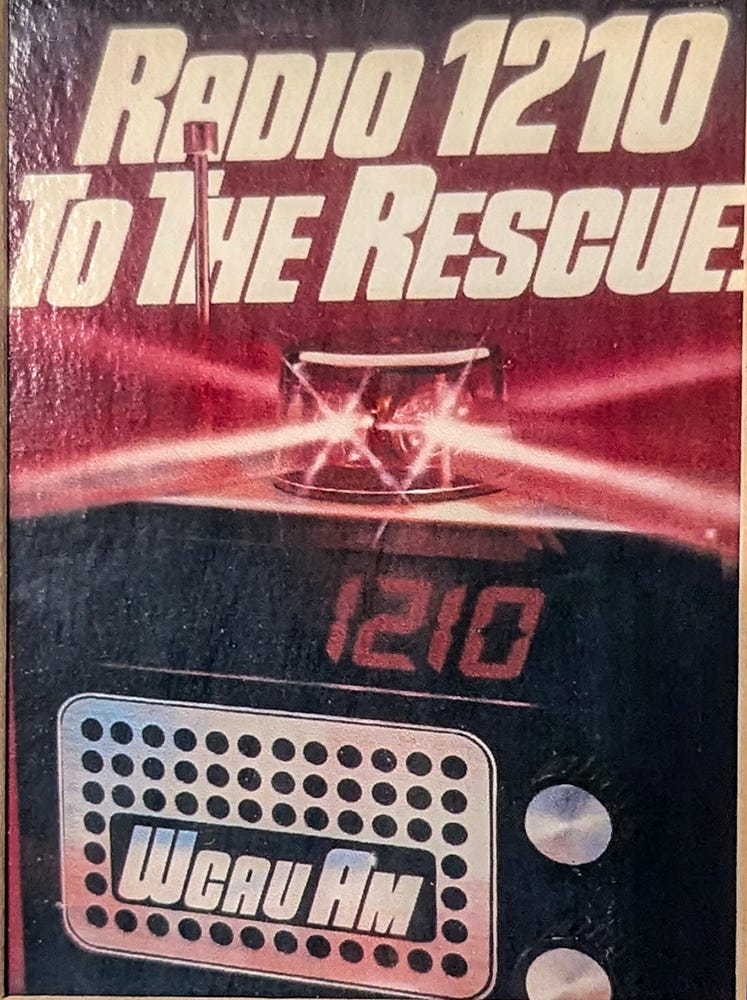 RADIO 1210
TO THE RESCUE!
1210
WCAU AM